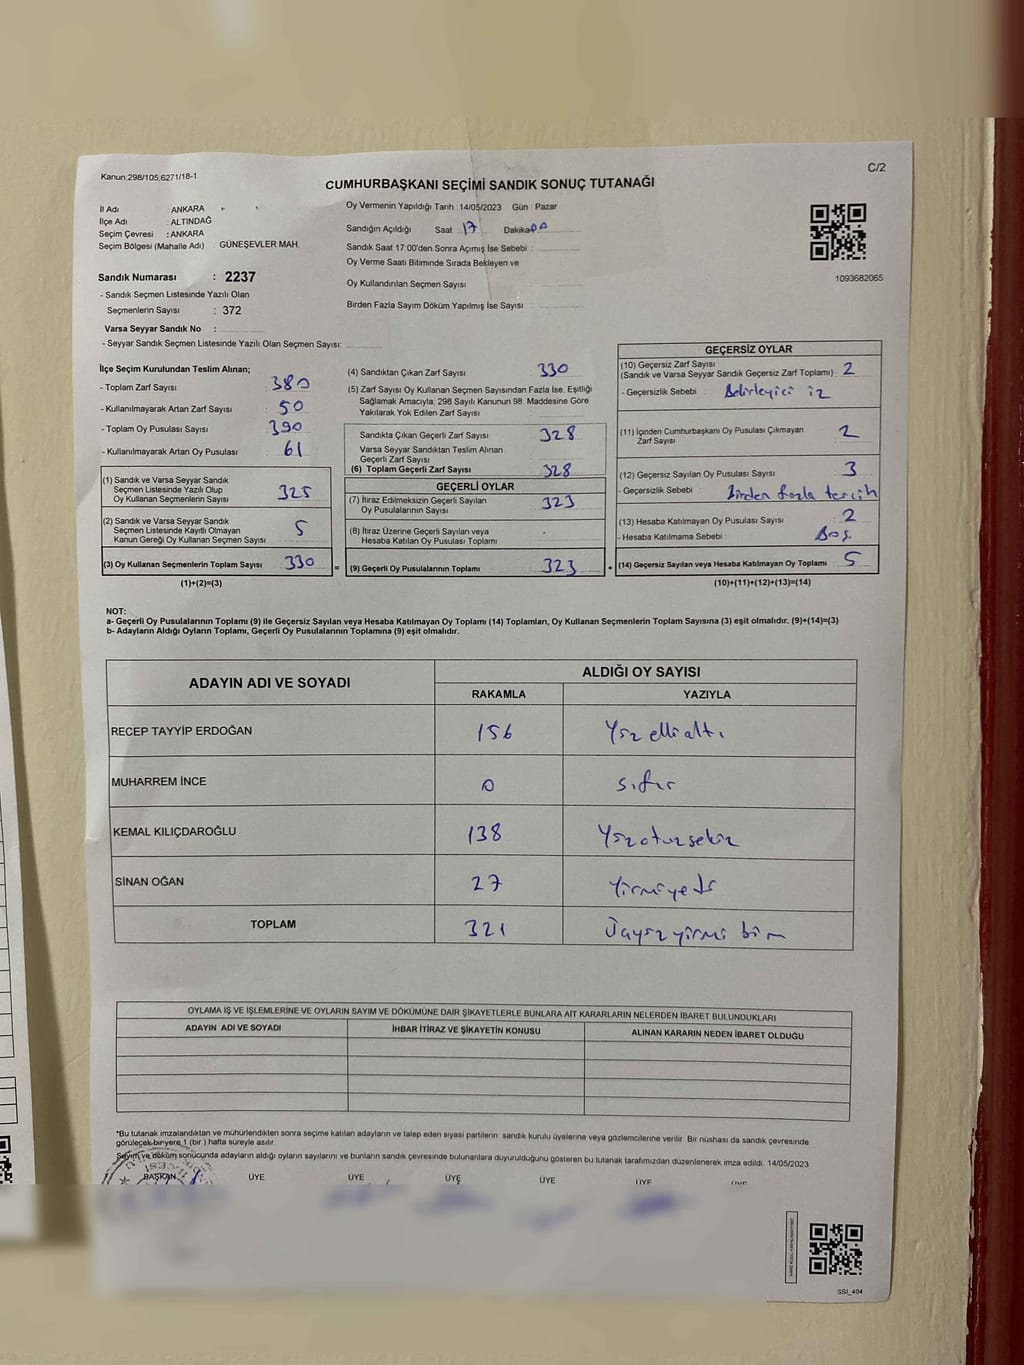 Kanun;298/105,6271/18-1
C/2
CUMHURBAŞKANI SEÇİMİ SANDIK SONUÇ TUTANAĞI
İl Adı : ANKARA
İlçe Adı : ALTINDAĞ
Seçim Çevresi : ANKARA
Seçim Bölgesi (Mahalle Adı) GÜNEŞEVLER MAH.
Sandık Numarası : 2237
- Sandık Seçmen Listesinde Yazılı Olan
Seçmenlerin Sayısı : 372
Varsa Seyyar Sandık No :
- Seyyar Sandık Seçmen Listesinde Yazılı Olan Seçmen Sayısı:
Oy Vermenin Yapıldığı Tarih :14/05/2023 Gün : Pazar
Sandığın Açıldığı Saat 17 Dakika 00
Sandık Saat 17:00'den Sonra Açımış İse Sebebi :
Oy Verme Saati Bitiminde Sırada Bekleyen ve
Oy Kullandırılan Seçmen Sayısı
Birden Fazla Sayım Döküm Yapılmış İse Sayısı :
1093682065
İlçe Seçim Kurulundan Teslim Alınan;
- Toplam Zarf Sayısı : 380
- Kullanılmayarak Artan Zarf Sayısı : 50
- Toplam Oy Pusulası Sayısı : 390
- Kullanılmayarak Artan Oy Pusulası : 61
(1) Sandık ve Varsa Seyyar Sandık
Seçmen Listesinde Yazılı Olup
Oy Kullanan Seçmenlerin Sayısı : 325
(2) Sandık ve Varsa Seyyar Sandık
Seçmen Listesinde Kayıtlı Olmayan
Kanun Gereği Oy Kullanan Seçmen Sayısı : 5
(3) Oy Kullanan Seçmenlerin Toplam Sayısı : 330
(1)+(2)=(3)
(4) Sandıktan Çıkan Zarf Sayısı : 330
(5) Zarf Sayısı Oy Kullanan Seçmen Sayısından Fazla İse, Eşitliği
Sağlamak Amacıyla; 298 Sayılı Kanunun 98. Maddesine Göre
Yakılarak Yok Edilen Zarf Sayısı :
Sandıkta Çıkan Geçerli Zarf Sayısı : 328
Varsa Seyyar Sandıktan Teslim Alınan
Geçerli Zarf Sayısı :
(6) Toplam Geçerli Zarf Sayısı : 328
GEÇERLİ OYLAR
(7) İtiraz Edilmeksizin Geçerli Sayılan
Oy Pusulalarının Sayısı : 323
(8) İtiraz Üzerine Geçerli Sayılan veya
Hesaba Katılan Oy Pusulası Toplamı :
=
(9) Geçerli Oy Pusulalarının Toplamı : 323
+
GEÇERSİZ OYLAR
(10) Geçersiz Zarf Sayısı
(Sandık ve Varsa Seyyar Sandık Geçersiz Zarf Toplamı) : 2
- Geçersizlik Sebebi : Belirleyici iz
(11) İçinden Cumhurbaşkanı Oy Pusulası Çıkmayan
Zarf Sayısı : 2
(12) Geçersiz Sayılan Oy Pusulası Sayısı : 3
- Geçersizlik Sebebi : Birden fazla tercih
(13) Hesaba Katılmayan Oy Pusulası Sayısı : 2
- Hesaba Katılmama Sebebi : Boş.
(14) Geçersiz Sayılan veya Hesaba Katılmayan Oy Toplamı : 5
(10)+(11)+(12)+(13)=(14)
NOT:
a- Geçerli Oy Pusulalarının Toplamı (9) ile Geçersiz Sayılan veya Hesaba Katılmayan Oy Toplamı (14) Toplamları, Oy Kullanan Seçmenlerin Toplam Sayısına (3) eşit olmalıdır. (9)+(14)=(3)
b- Adayların Aldığı Oyların Toplamı, Geçerli Oy Pusulalarının Toplamına (9) eşit olmalıdır.
ADAYIN ADI VE SOYADI
ALDIĞI OY SAYISI
RAKAMLA YAZIYLA
RECEP TAYYİP ERDOĞAN 156 Yüz elli altı
MUHARREM İNCE 0 sıfır
KEMAL KILIÇDAROĞLU 138 Yüzotuzsekiz
SİNAN OĞAN 27 Yirmiyedi
TOPLAM 321 Üçyüzyirmi bir
OYLAMA İŞ VE İŞLEMLERİNE VE OYLARIN SAYIM VE DÖKÜMÜNE DAİR ŞİKAYETLERLE BUNLARA AİT KARARLARIN NELERDEN İBARET BULUNDUKLARI
ADAYIN ADI VE SOYADI İHBAR İTİRAZ VE ŞİKAYETİN KONUSU ALINAN KARARIN NEDEN İBARET OLDUĞU
*Bu tutanak imzalandıktan ve mühürlendikten sonra seçime katılan adayların ve talep eden siyasi partilerin sandık kurulu üyelerine veya gözlemcilerine verilir. Bir nüshası da sandık çevresinde
görülecek bir yere 1 (bir ) hafta süreyle asılır.
Sayım ve döküm sonucunda adayların aldığı oyların sayılarını ve bunların sandık çevresinde bulunanlara duyurulduğunu gösteren bu tutanak tarafımızdan düzenlenerek imza edildi. 14/05/2023
BAŞKAN ÜYE ÜYE ÜYE ÜYE ÜYE ÜYE
SSİ_404